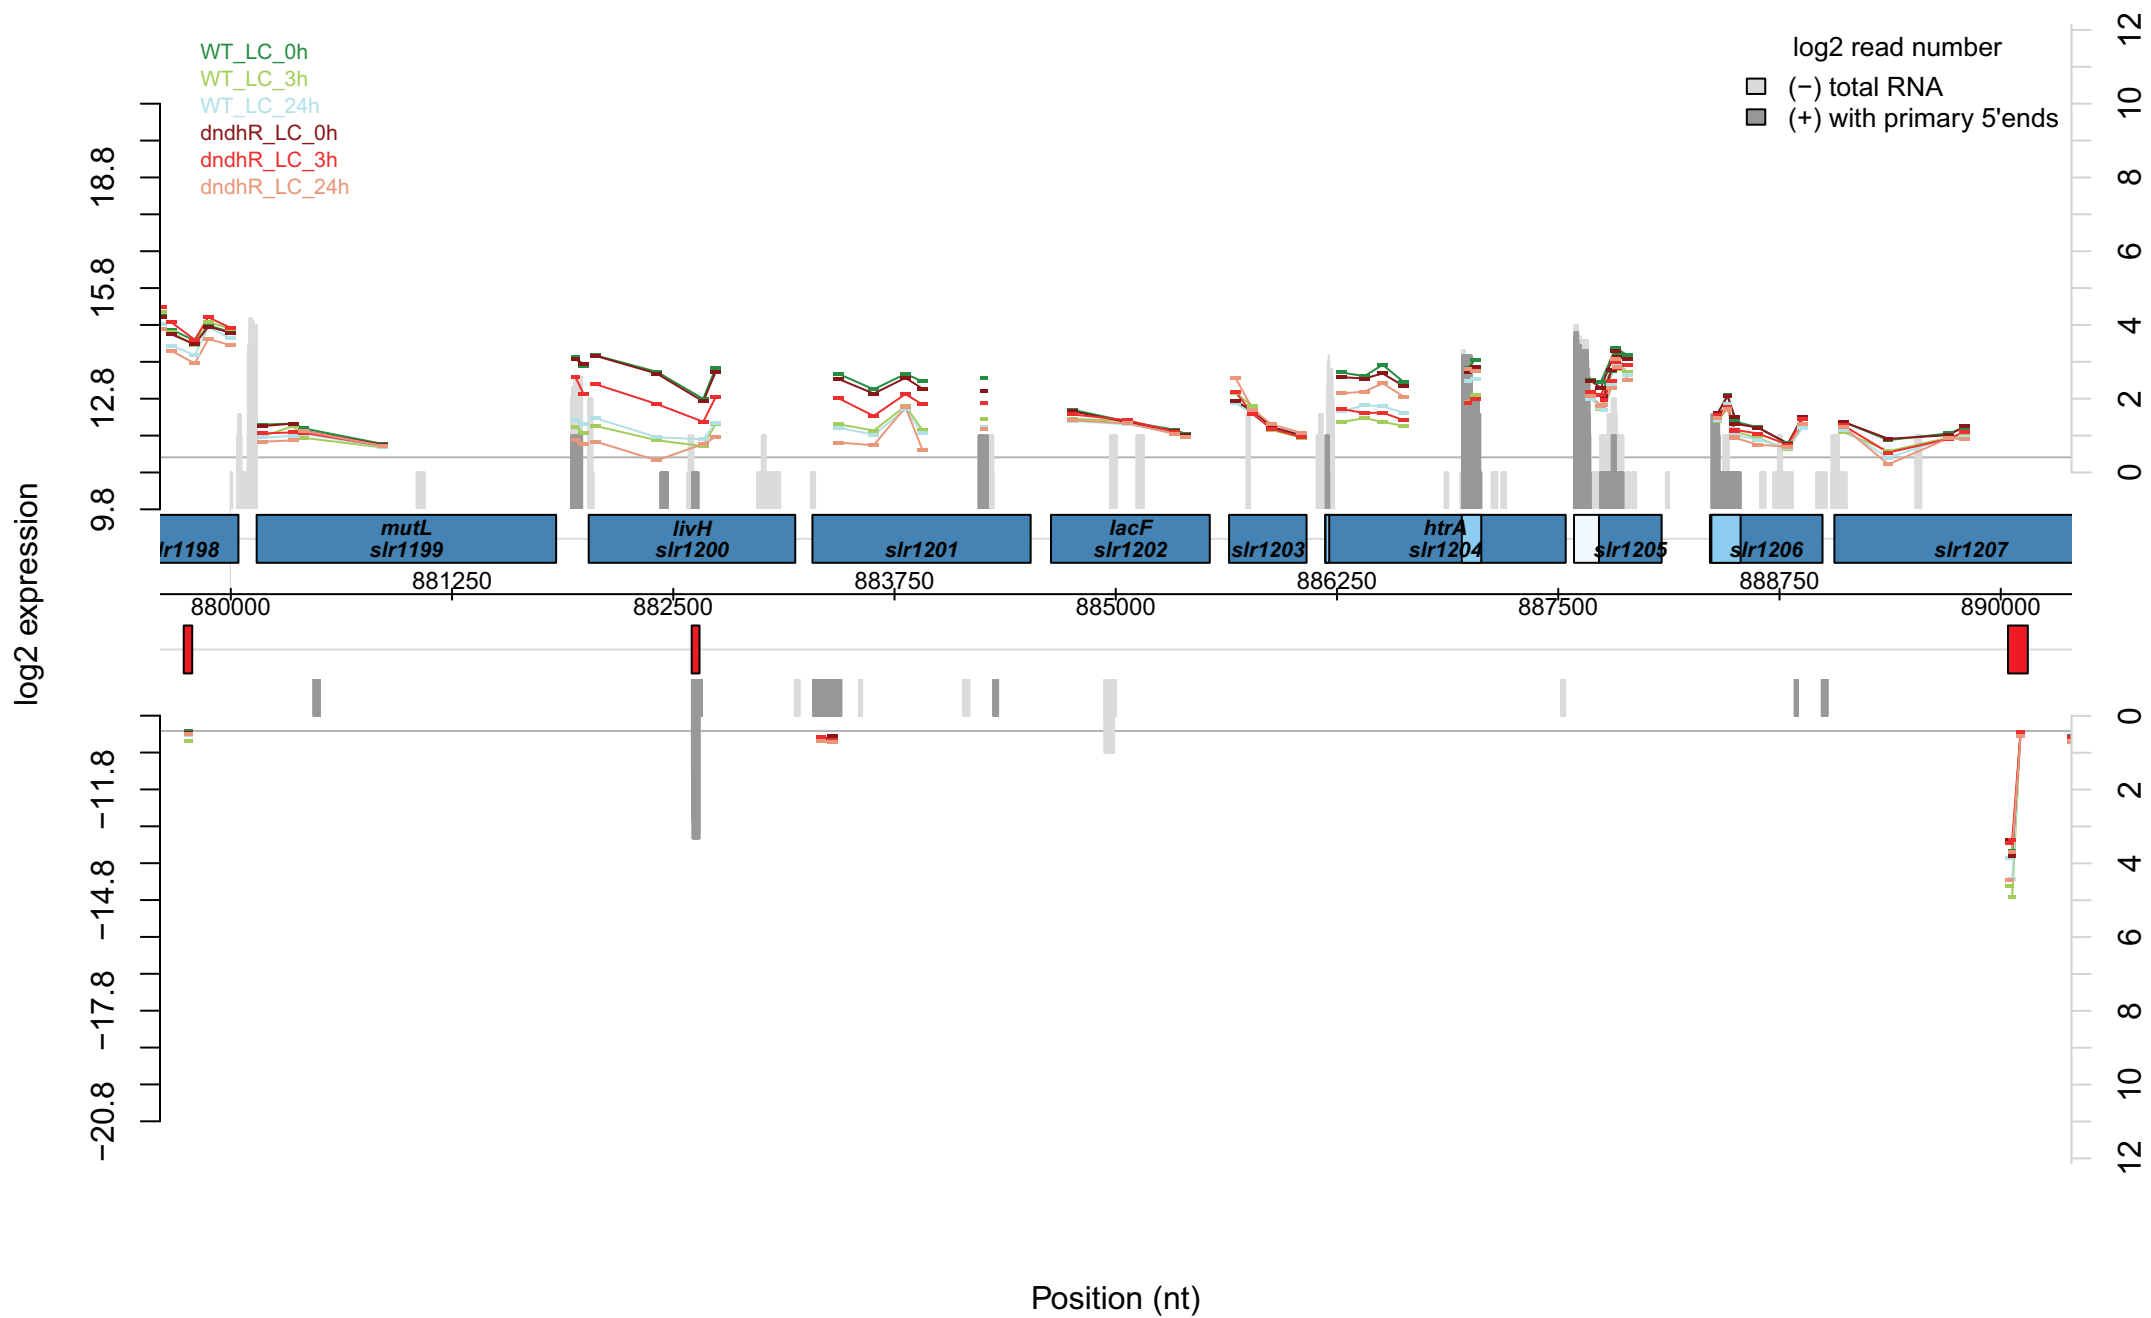 WT_LC_0h
WT_LC_3h
WT_LC_24h
dndhR_LC_0h
dndhR_LC_3h
dndhR_LC_24h
log2 read number
(−) total RNA
(+) with primary 5'ends
log2 expression
18.8
15.8
12.8
9.8
12
10
8
6
4
2
0
lr1198
mutL
slr1199
livH
slr1200
slr1201
lacF
slr1202
slr1203
htrA
slr1204
slr1205
slr1206
slr1207
881250
883750
886250
888750
880000
882500
885000
887500
890000
−11.8
−14.8
−17.8
−20.8
0
2
4
6
8
10
12
Position (nt)